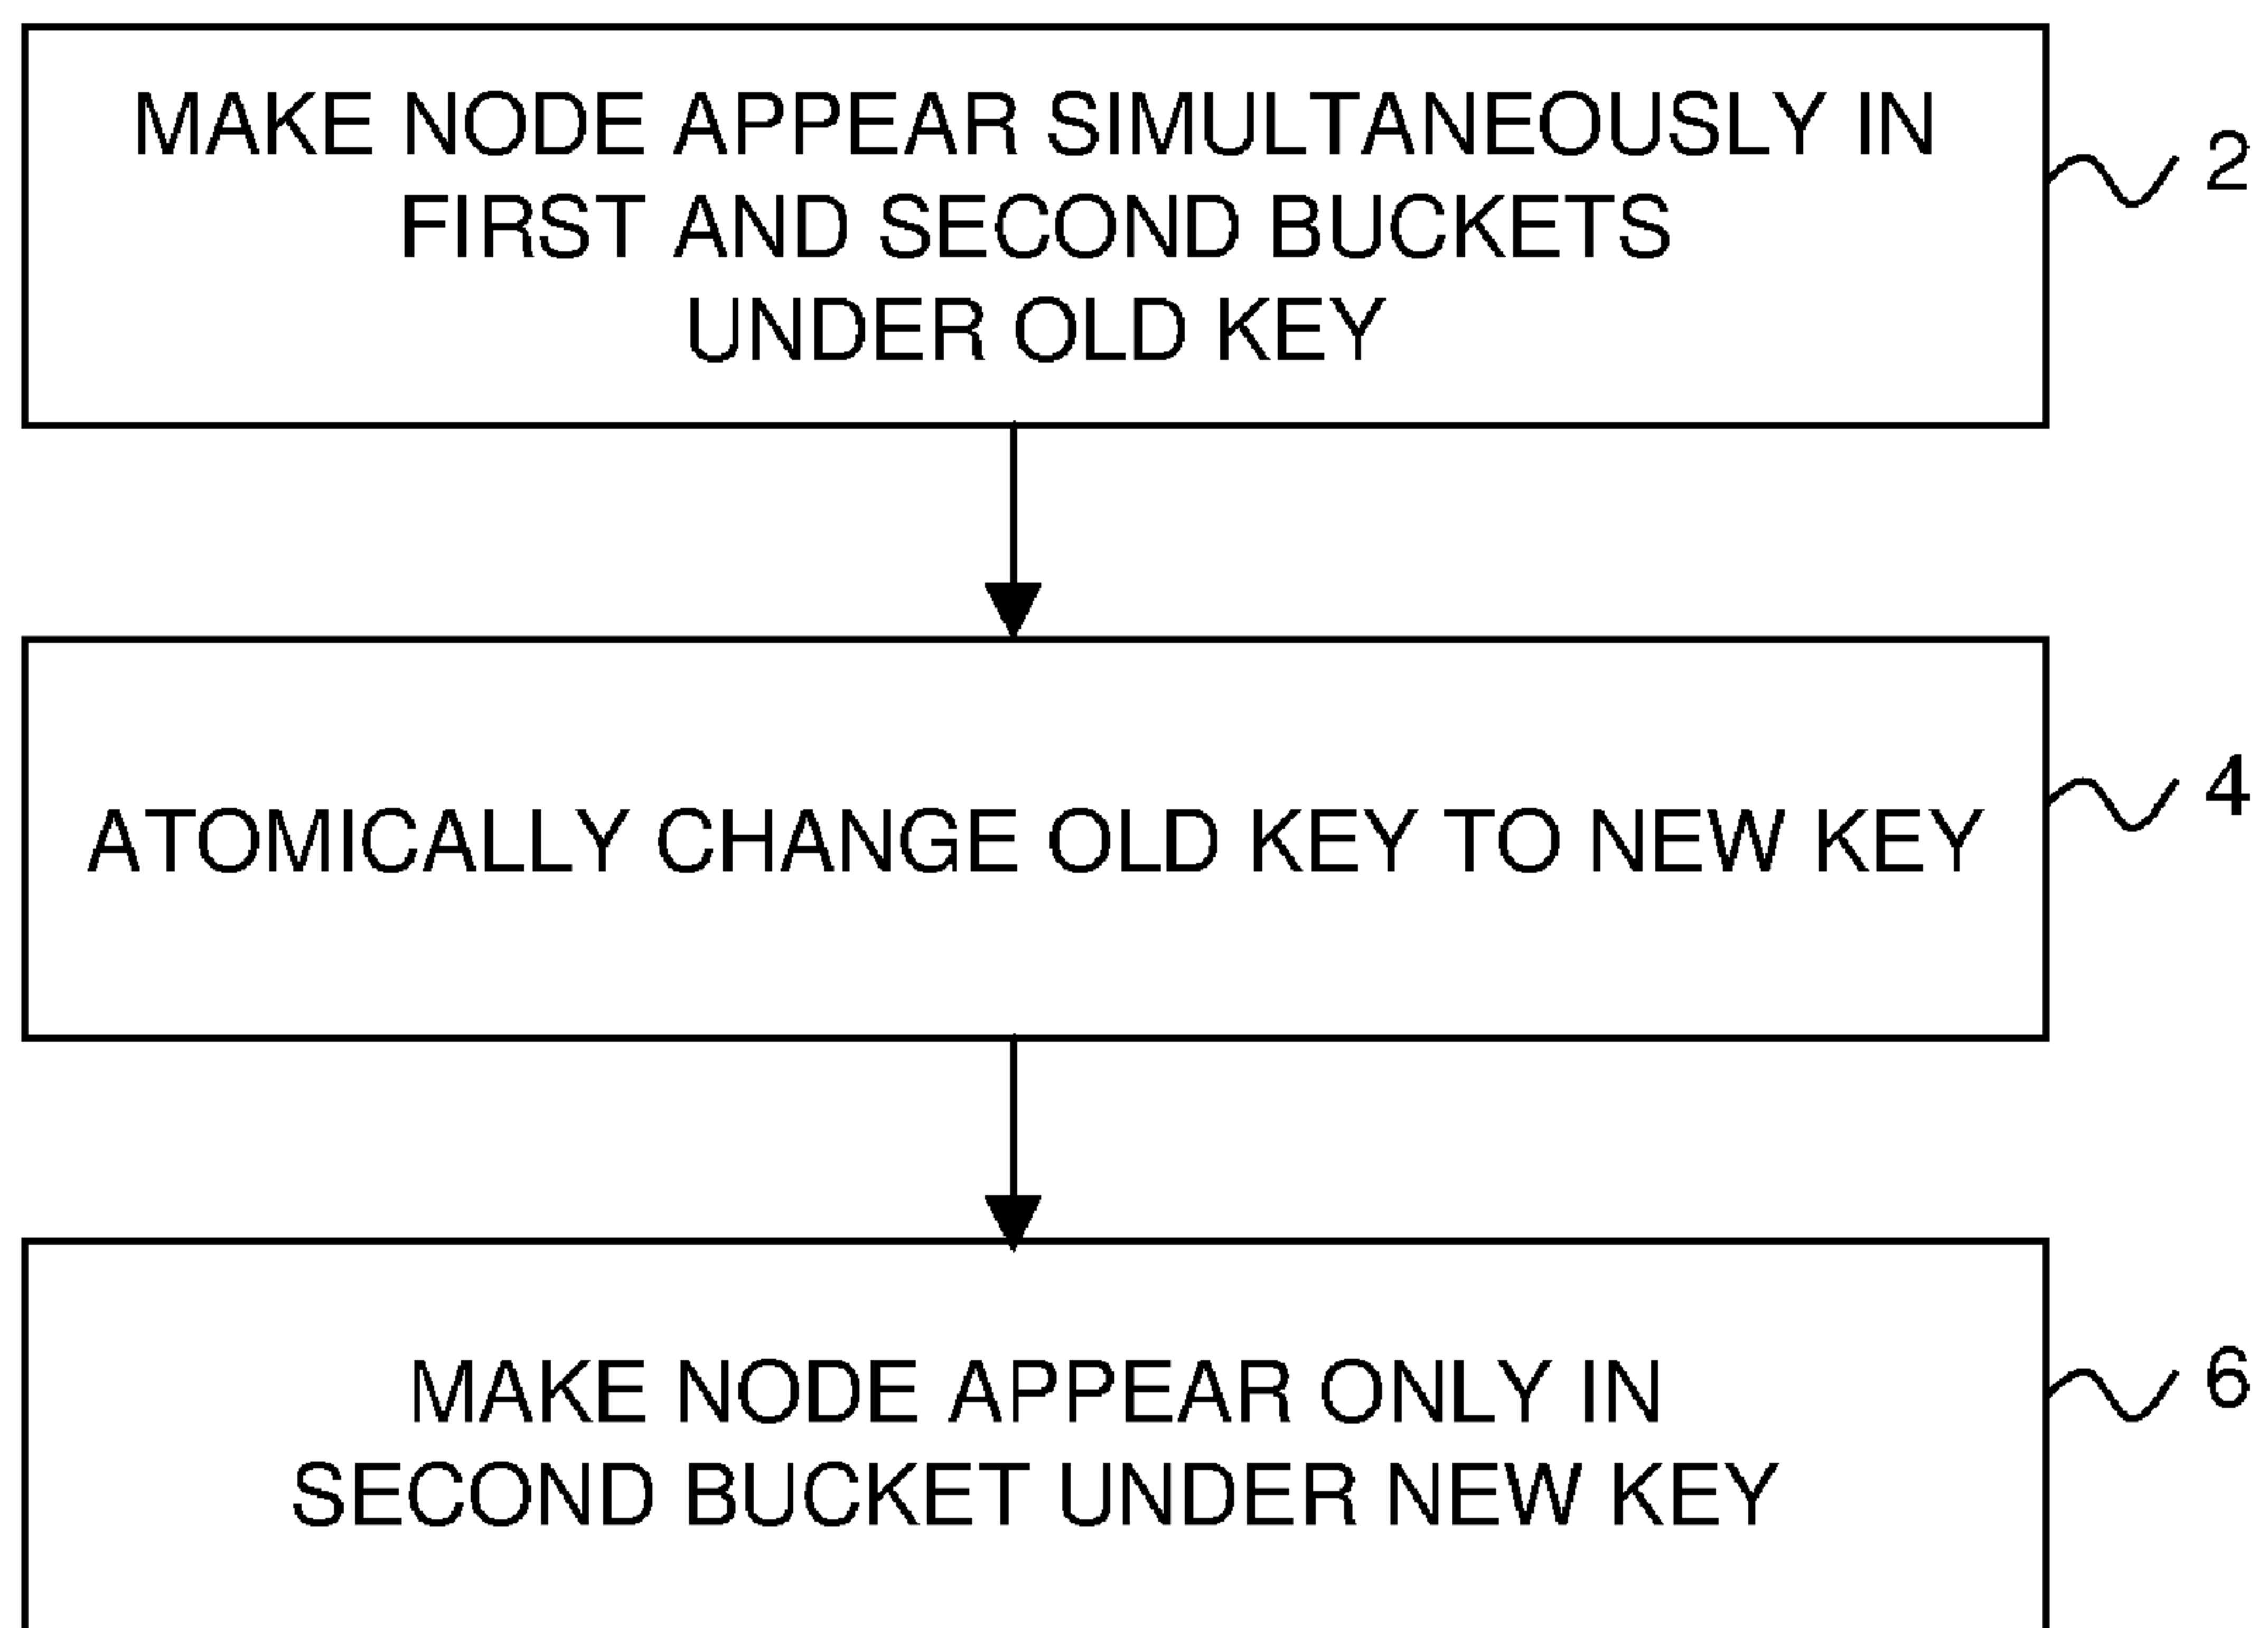 MAKE NODE APPEAR SIMULTANEOUSLY IN
FIRST AND SECOND BUCKETS
UNDER OLD KEY
2
ATOMICALLY CHANGE OLD KEY TO NEW KEY
4
MAKE NODE APPEAR ONLY IN
SECOND BUCKET UNDER NEW KEY
6